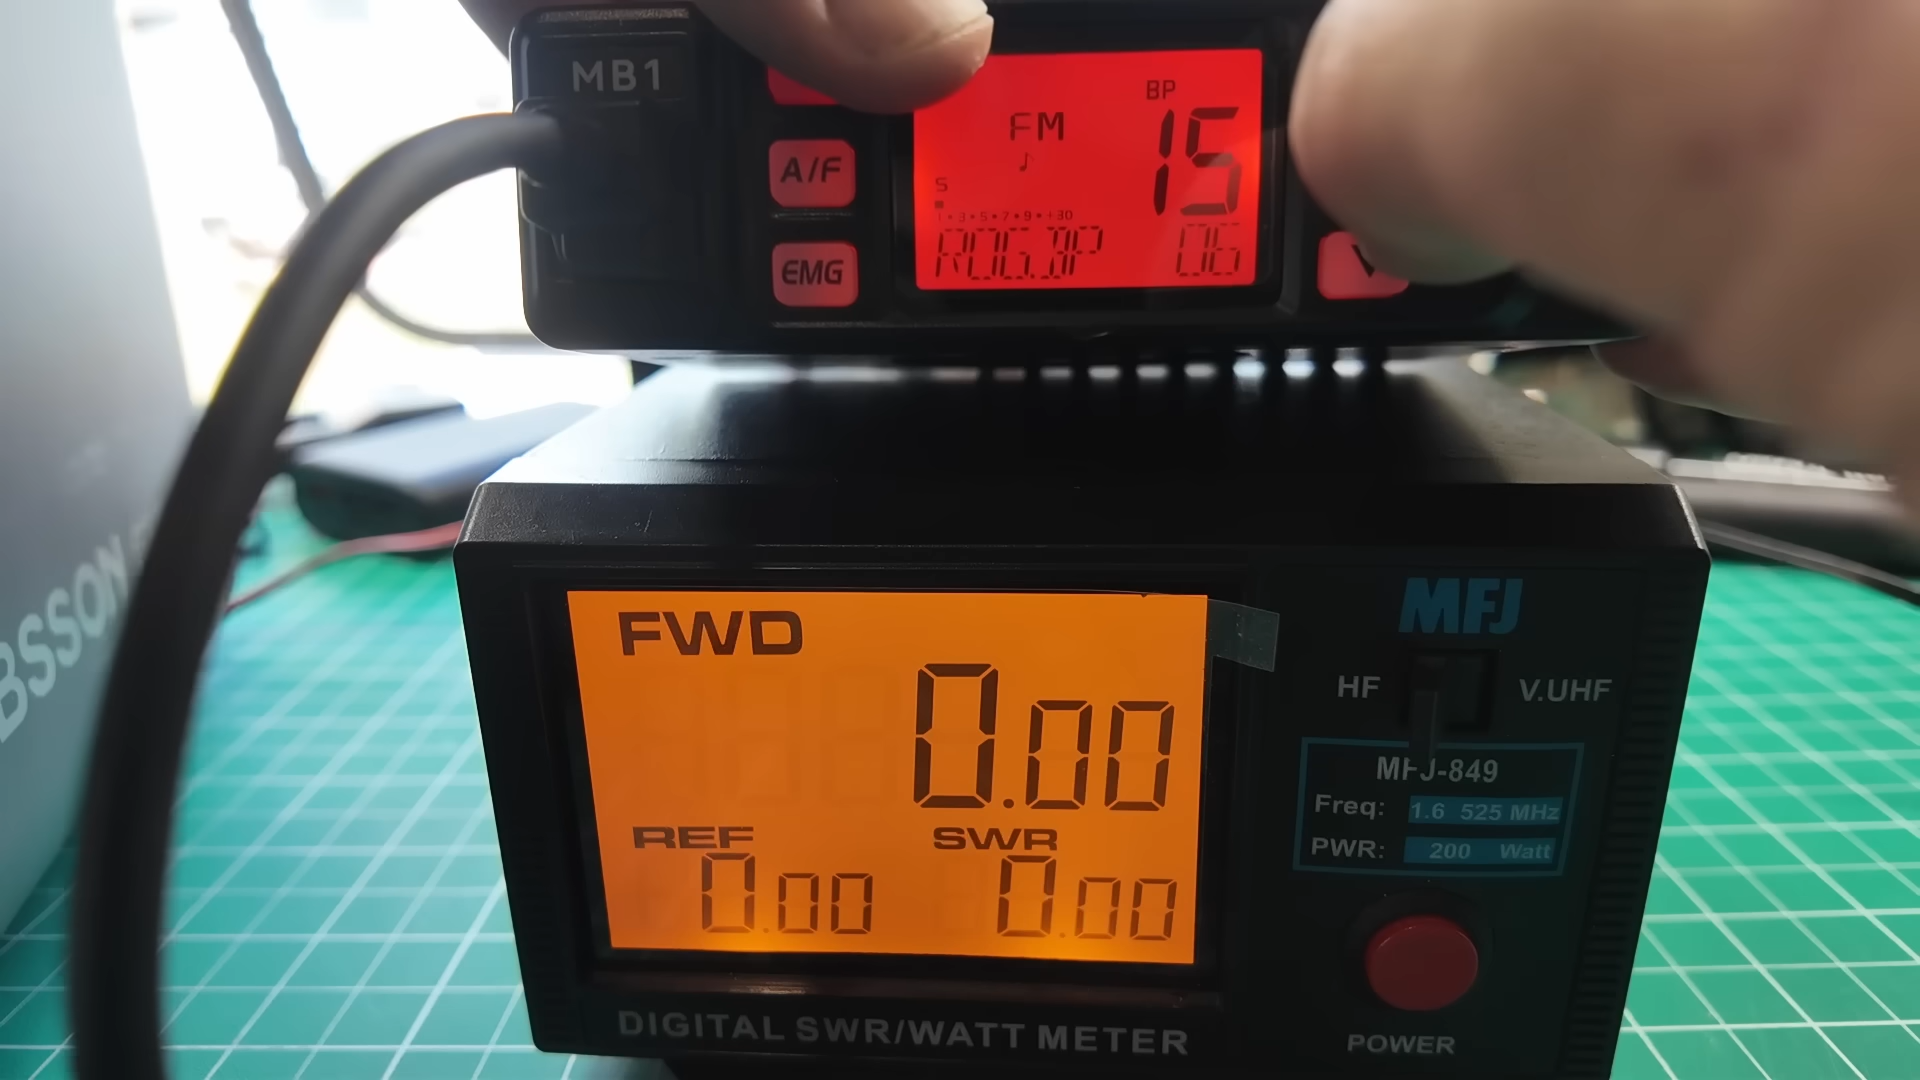 MB1
BP
FM
15
A/F
S
1•3•5•7•9•+30
EMG
ROG.BP 06
V
BSSON
FWD
0.00
REF
0.00
SWR
0.00
MFJ
HF
V.UHF
MFJ-849
Freq: 1.6 525 MHz
PWR: 200 Watt
DIGITAL SWR/WATT METER
POWER